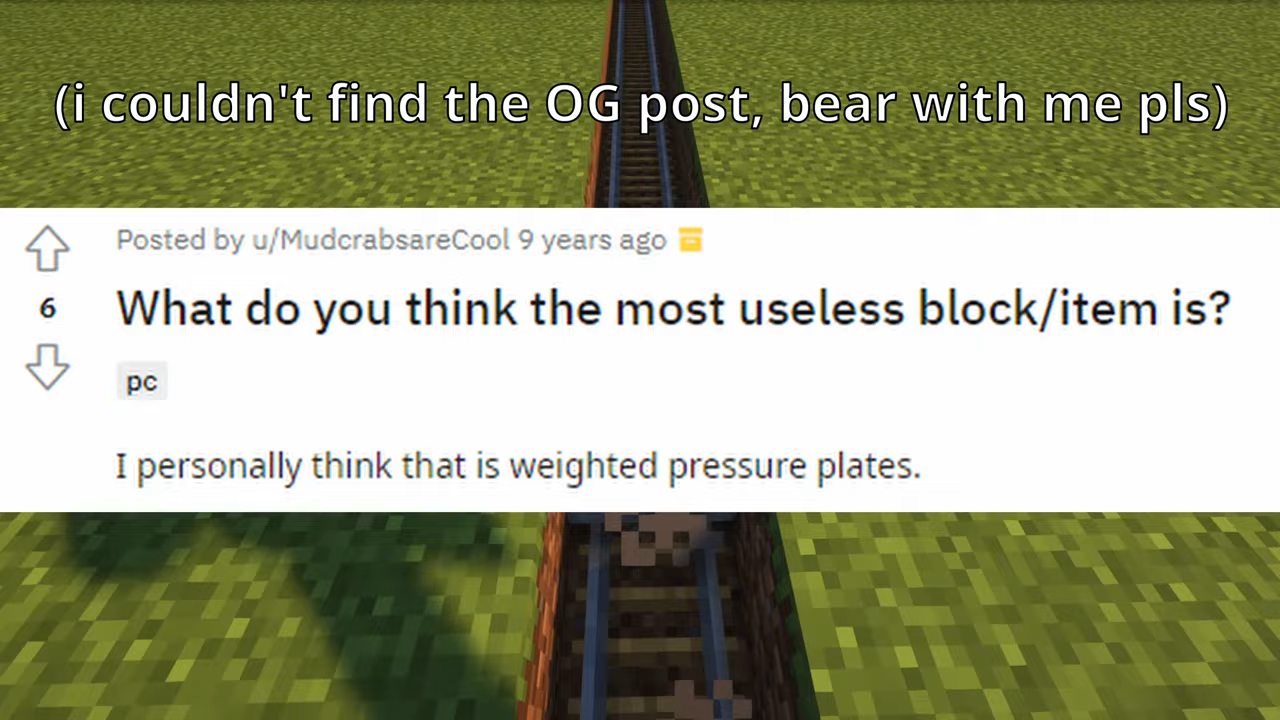 (i couldn't find the OG post, bear with me pls)
Posted by u/MudcrabsareCool 9 years ago
6
What do you think the most useless block/item is?
pc
I personally think that is weighted pressure plates.